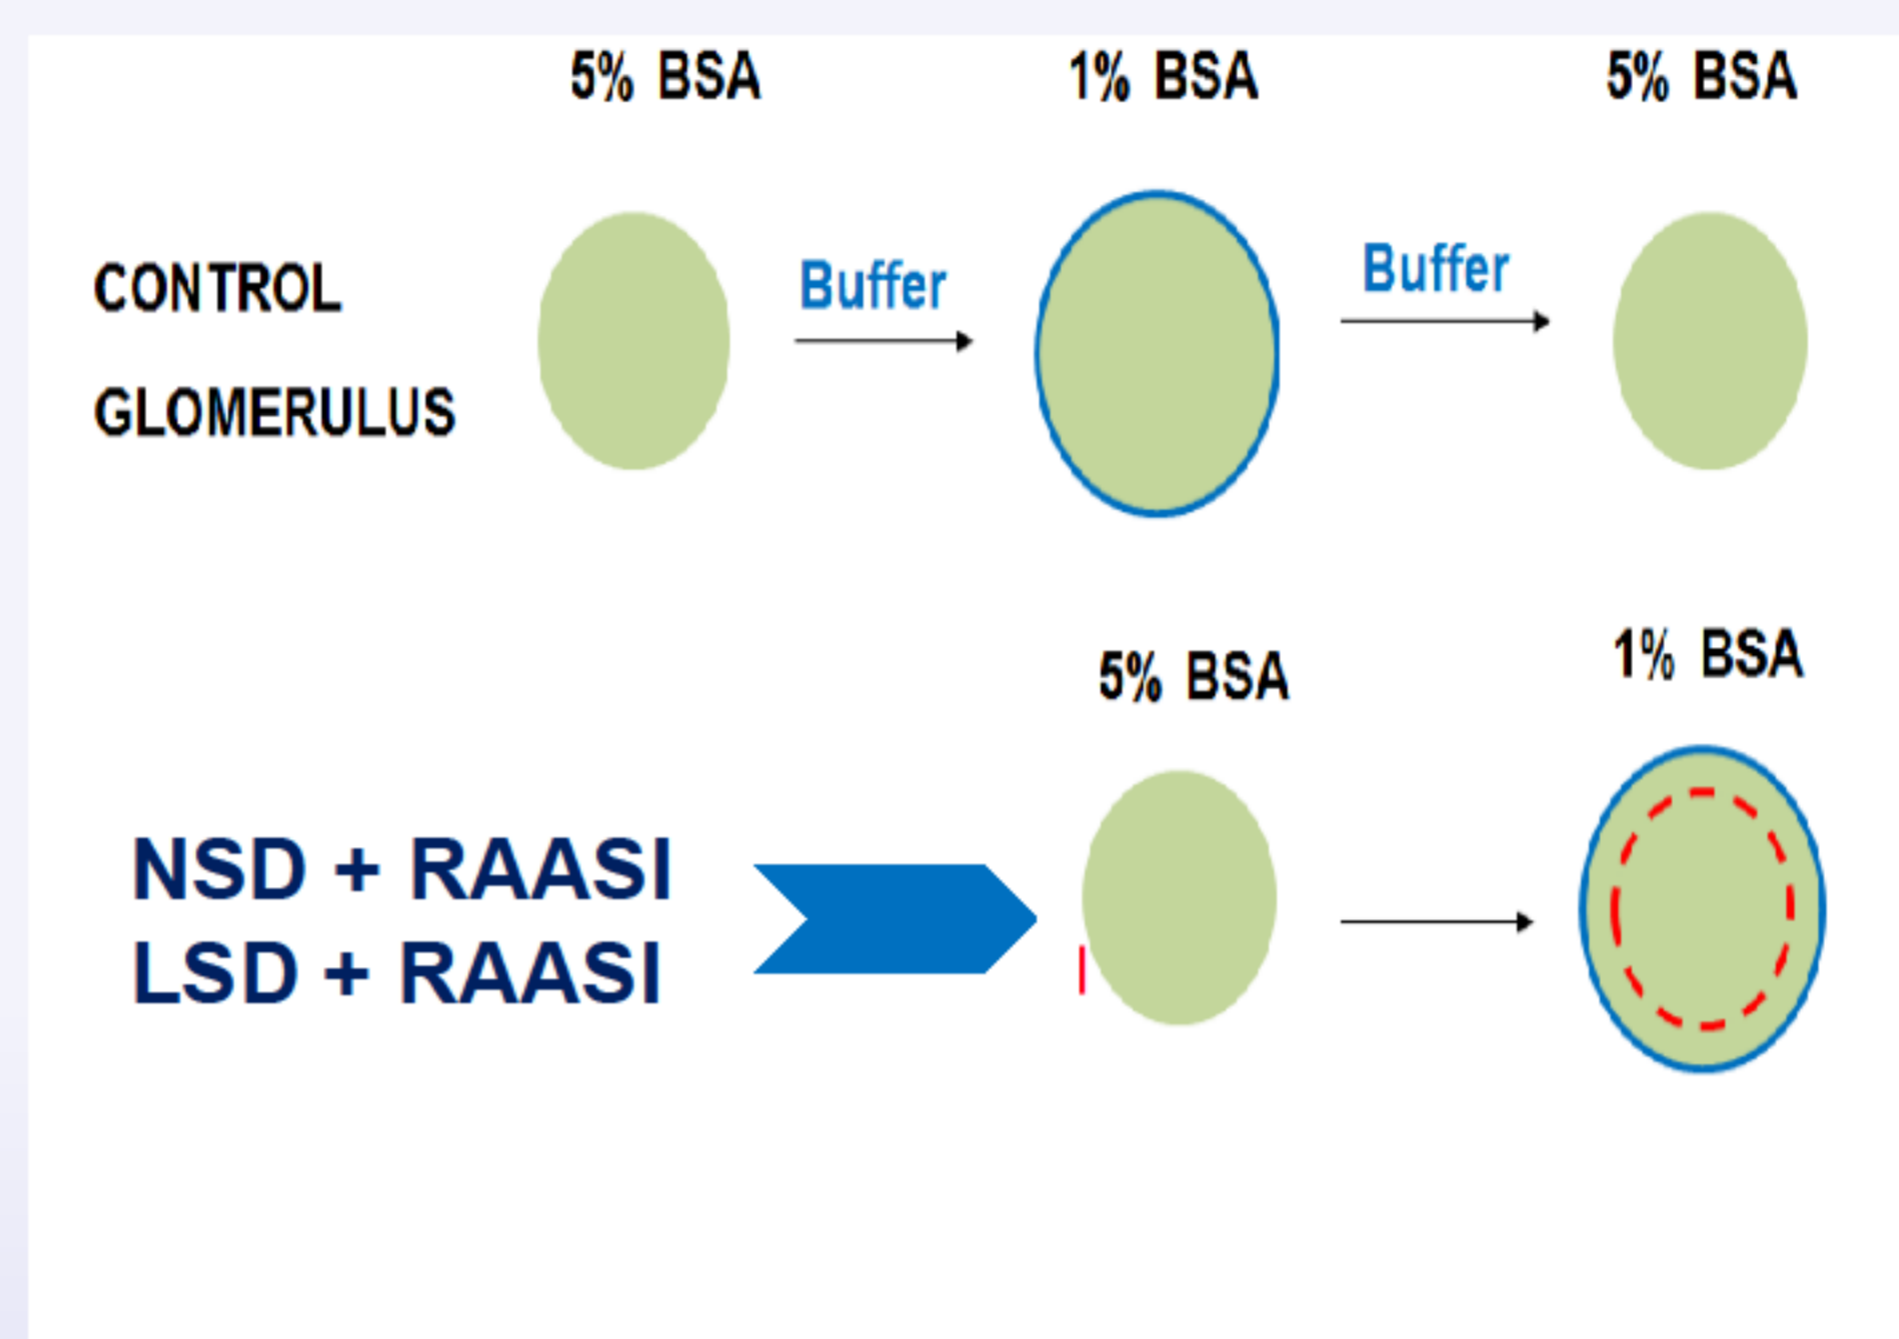 5% BSA
1% BSA
5% BSA
CONTROL
GLOMERULUS
Buffer
Buffer
5% BSA
1% BSA
NSD + RAASI
LSD + RAASI